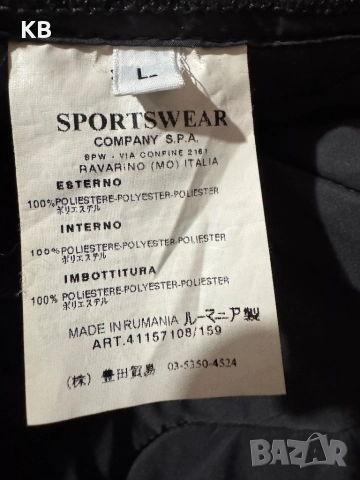 KB
L
SPORTSWEAR
COMPANY S.P.A.
SPW - VIA CONFINE 2161
RAVARINO (MO) ITALIA
ESTERNO
100%POLIESTERE-POLYESTER-POLIESTER
ポリエステル
INTERNO
100%POLIESTERE-POLYESTER-POLIESTER
ポリエステル
IMBOTTITURA
100% POLIESTERE-POLYESTER-POLIESTER
ポリエステル
MADE IN RUMANIA ルーマニア製
ART.41157108/159
(株) 豊田貿易 03-5350-4524
BAZAR